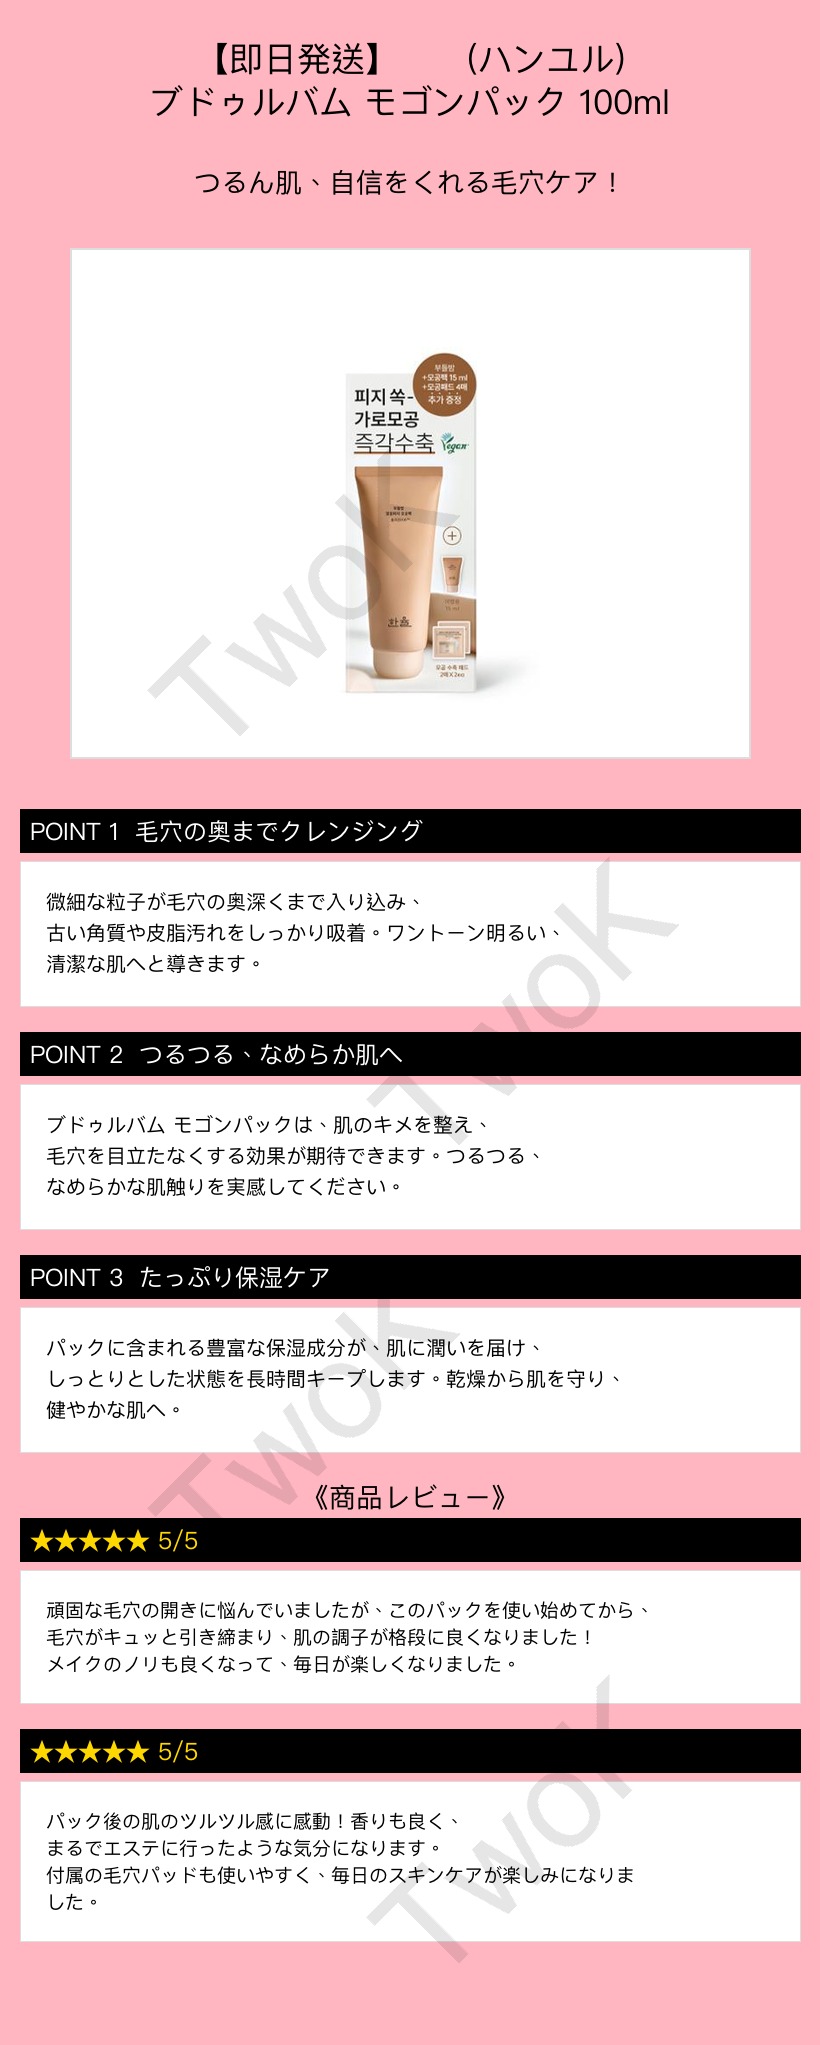 【即日発送】 (ハンユル)
ブドゥルバム モゴンパック 100ml
つるん肌、自信をくれる毛穴ケア！
부들밤
+모공팩 15 ml
+모공패드 4매
추가 증정
피지 쏙-
가로모공
즉각수축
Vegan
한율
모공 수축 패드
2매 X 2ea
TwoK
POINT 1 毛穴の奥までクレンジング
微細な粒子が毛穴の奥深くまで入り込み、
古い角質や皮脂汚れをしっかり吸着。ワントーン明るい、
清潔な肌へと導きます。
TwoK
POINT 2 つるつる、なめらか肌へ
ブドゥルバム モゴンパックは、肌のキメを整え、
毛穴を目立たなくする効果が期待できます。つるつる、
なめらかな肌触りを実感してください。
POINT 3 たっぷり保湿ケア
パックに含まれる豊富な保湿成分が、肌に潤いを届け、
しっとりとした状態を長時間キープします。乾燥から肌を守り、
健やかな肌へ。
TwoK
《商品レビュー》
★★★★★ 5/5
頑固な毛穴の開きに悩んでいましたが、このパックを使い始めてから、
毛穴がキュッと引き締まり、肌の調子が格段に良くなりました！
メイクのノリも良くなって、毎日が楽しくなりました。
★★★★★ 5/5
パック後の肌のツルツル感に感動！香りも良く、
まるでエステに行ったような気分になります。
付属の毛穴パッドも使いやすく、毎日のスキンケアが楽しみになりま
した。
TwoK